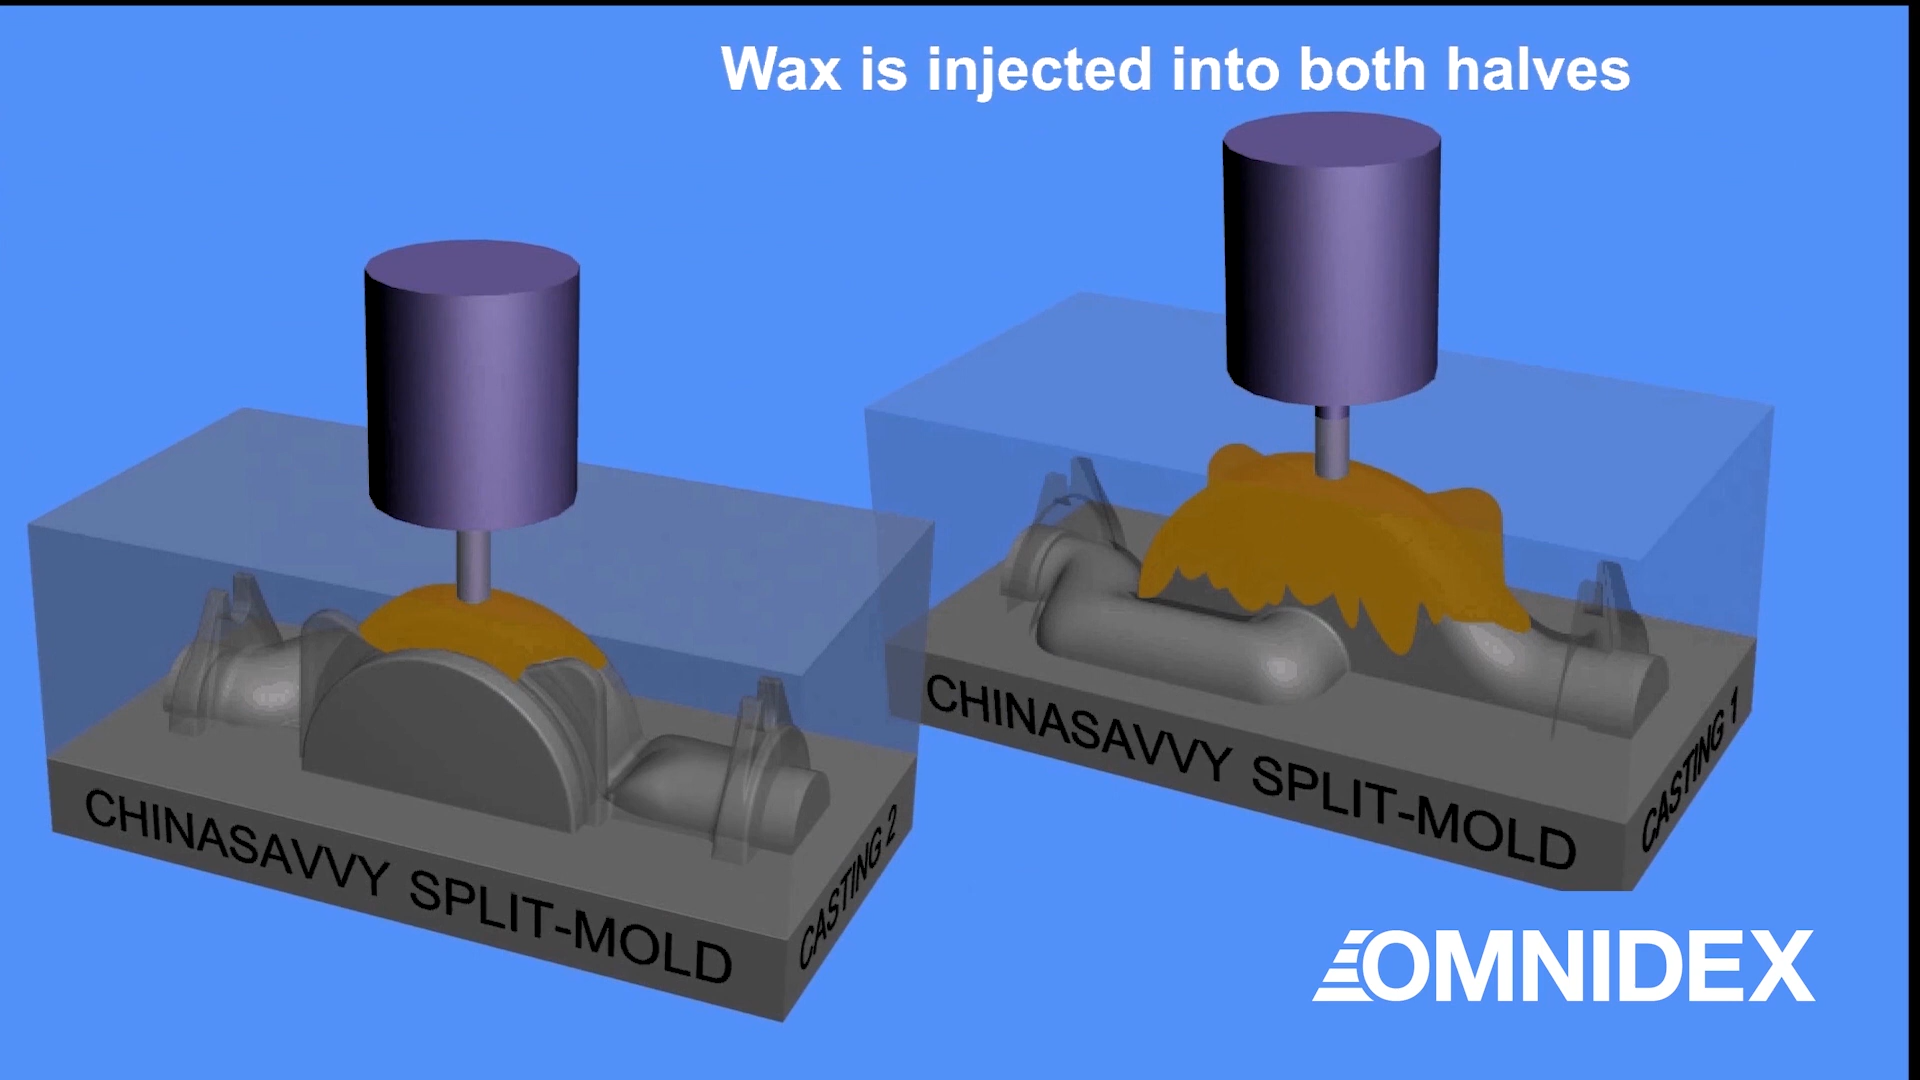 Wax is injected into both halves
CHINASAVVY SPLIT-MOLD
CASTING 1
CHINASAVVY SPLIT-MOLD
CASTING 2
OMNIDEX